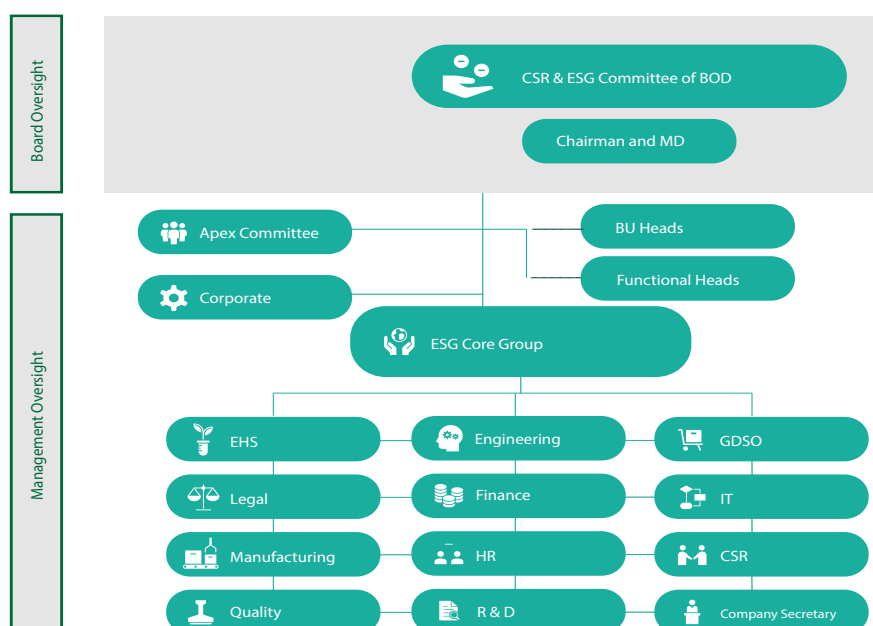 Board Oversight
CSR & ESG Committee of BOD
Chairman and MD
Management Oversight
Apex Committee
BU Heads
Functional Heads
Corporate
ESG Core Group
EHS
Engineering
GDSO
Legal
Finance
IT
Manufacturing
HR
CSR
Quality
R & D
Company Secretary